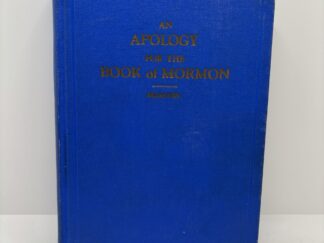 AN
APOLOGY
FOR THE
BOOK of MORMON